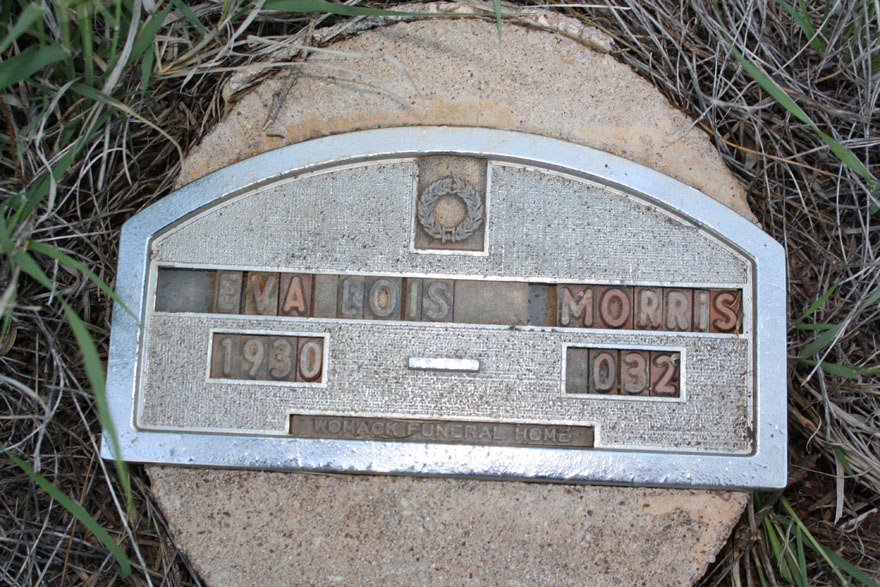 EVA LOIS MORRiS
1930 — 032
WOMACK FUNERAL HOME